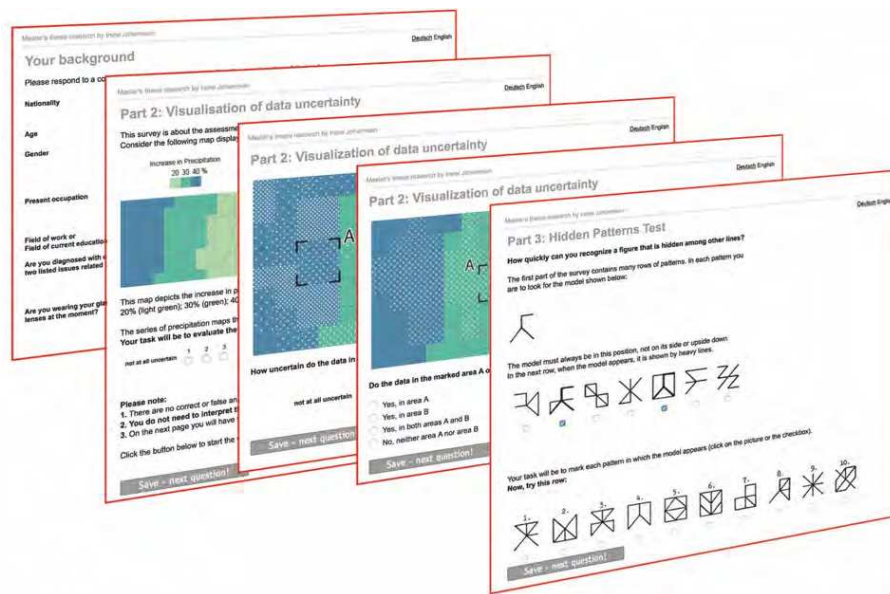 Master's thesis research by Irene Johannsen
Deutsch English
Your background
Please respond to a co
Nationality
Age
Gender
Present occupation
Field of work or
Field of current education
Are you diagnosed with
two listed issues related
Are you wearing your gla
lenses at the moment?
Master's thesis research by Irene Johannsen
Deutsch English
Part 2: Visualisation of data uncertainty
This survey is about the assessme
Consider the following map display
Increase in Precipitation
20 30 40 %
This map depicts the increase in p
20% (light green); 30% (green); 40
The series of precipitation maps th
Your task will be to evaluate the
not at all uncertain 1 2 3
Please note:
1. There are no correct or false an
2. You do not need to interpret th
3. On the next page you will have
Click the button below to start the
Save - next question!
Master's thesis research by Irene Johannsen
Deutsch English
Part 2: Visualization of data uncertainty
A
How uncertain do the data in
not at all uncertain
Save - next question!
Master's thesis research by Irene Johannsen
Deutsch English
Part 2: Visualization of data uncertainty
A
Do the data in the marked area A o
Yes, in area A
Yes, in area B
Yes, in both areas A and B
No, neither area A nor area B
Save - next question!
Master's thesis research by Irene Johannsen
Deutsch English
Part 3: Hidden Patterns Test
How quickly can you recognize a figure that is hidden among other lines?
The first part of the survey contains many rows of patterns. In each pattern you
are to look for the model shown below:
The model must always be in this position, not on its side or upside down.
In the next row, when the model appears, it is shown by heavy lines.
Your task will be to mark each pattern in which the model appears (click on the picture or the checkbox).
Now, try this row:
1. 2. 3. 4. 5. 6. 7. 8. 9. 10.
Save - next question!